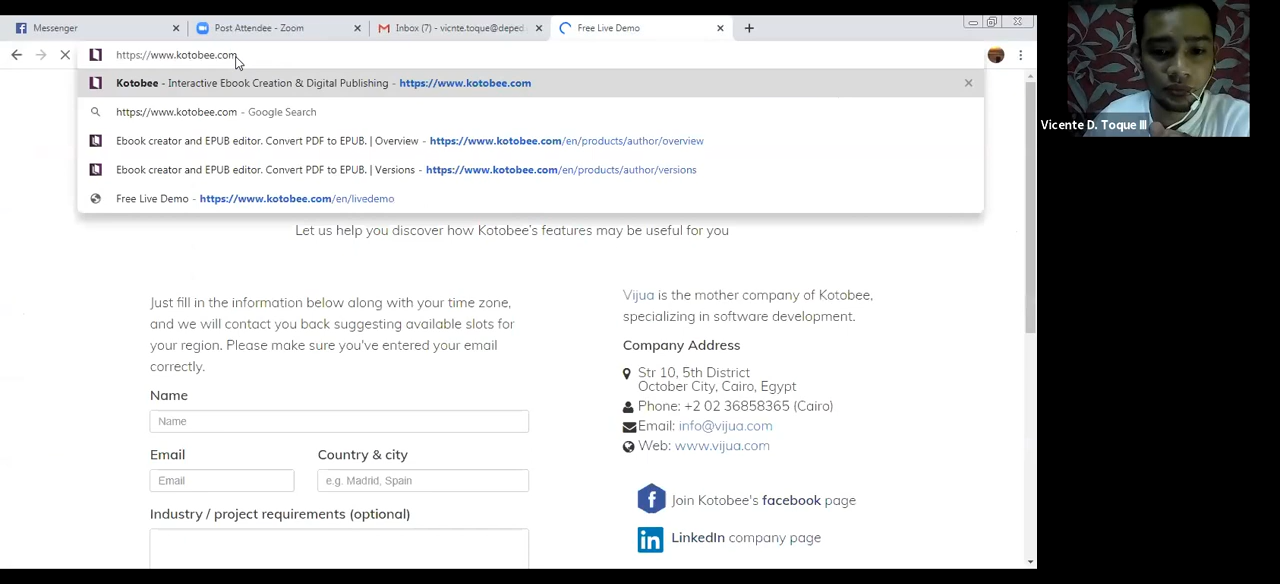 Messenger
Post Attendee - Zoom
Inbox (7) - vicnte.toque@deped
Free Live Demo
https://www.kotobee.com
Kotobee - Interactive Ebook Creation & Digital Publishing - https://www.kotobee.com
https://www.kotobee.com - Google Search
Ebook creator and EPUB editor. Convert PDF to EPUB. | Overview - https://www.kotobee.com/en/products/author/overview
Ebook creator and EPUB editor. Convert PDF to EPUB. | Versions - https://www.kotobee.com/en/products/author/versions
Free Live Demo - https://www.kotobee.com/en/livedemo
Let us help you discover how Kotobee's features may be useful for you
Just fill in the information below along with your time zone,
and we will contact you back suggesting available slots for
your region. Please make sure you've entered your email
correctly.
Name
Name
Email
Country & city
Email
e.g. Madrid, Spain
Industry / project requirements (optional)
Vijua is the mother company of Kotobee,
specializing in software development.
Company Address
Str 10, 5th District
October City, Cairo, Egypt
Phone: +2 02 36858365 (Cairo)
Email: info@vijua.com
Web: www.vijua.com
Join Kotobee's facebook page
LinkedIn company page
Vicente D. Toque III